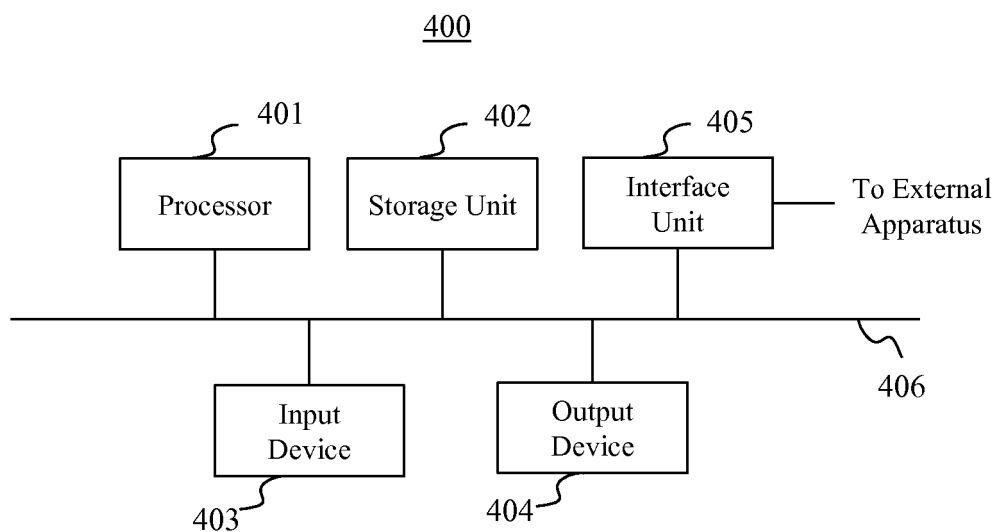 400
401
402
405
Processor
Storage Unit
Interface
Unit
To External
Apparatus
406
Input
Device
Output
Device
403
404